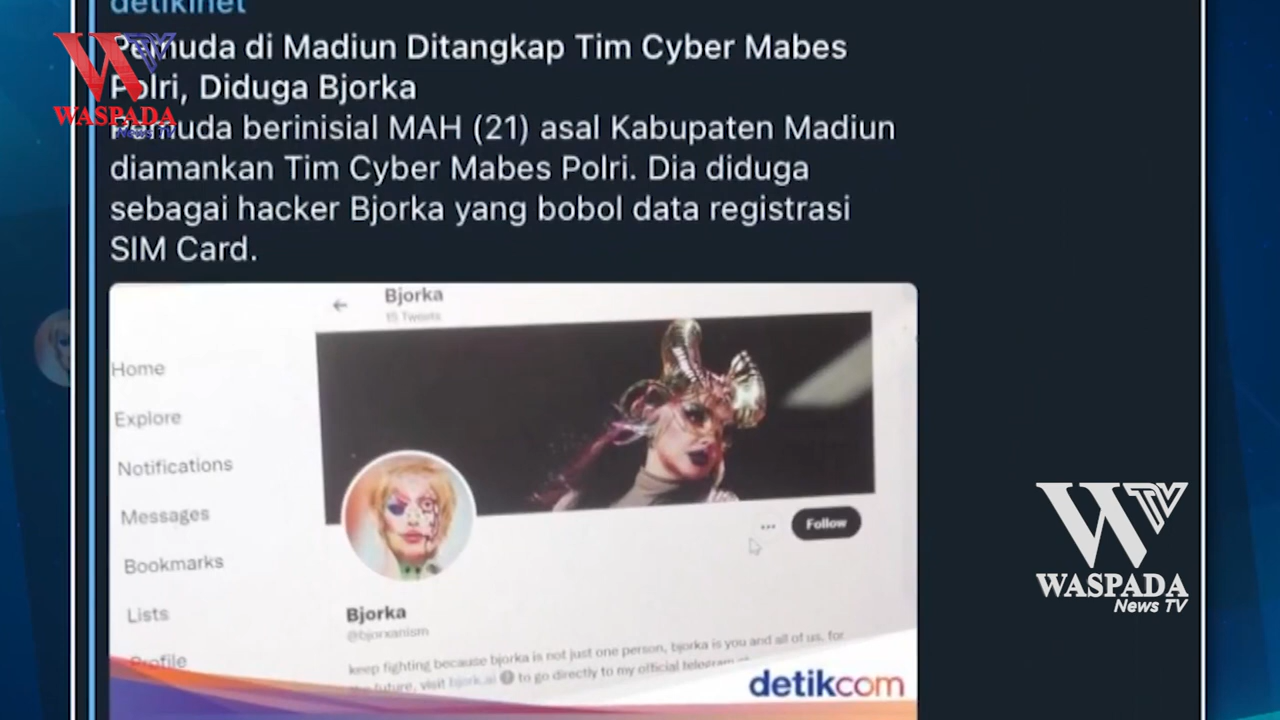 detikinet
Pemuda di Madiun Ditangkap Tim Cyber Mabes
Polri, Diduga Bjorka
Pemuda berinisial MAH (21) asal Kabupaten Madiun
diamankan Tim Cyber Mabes Polri. Dia diduga
sebagai hacker Bjorka yang bobol data registrasi
SIM Card.
WTV
WASPADA
News TV
Bjorka
15 Tweets
Home
Explore
Notifications
Messages
Bookmarks
Lists
Profile
Follow
Bjorka
@bjorxanism
keep fighting because bjorka is not just one person, bjorka is you and all of us. for
the future, visit bjork.ai to go directly to my official telegram
detikcom
WTV
WASPADA
News TV